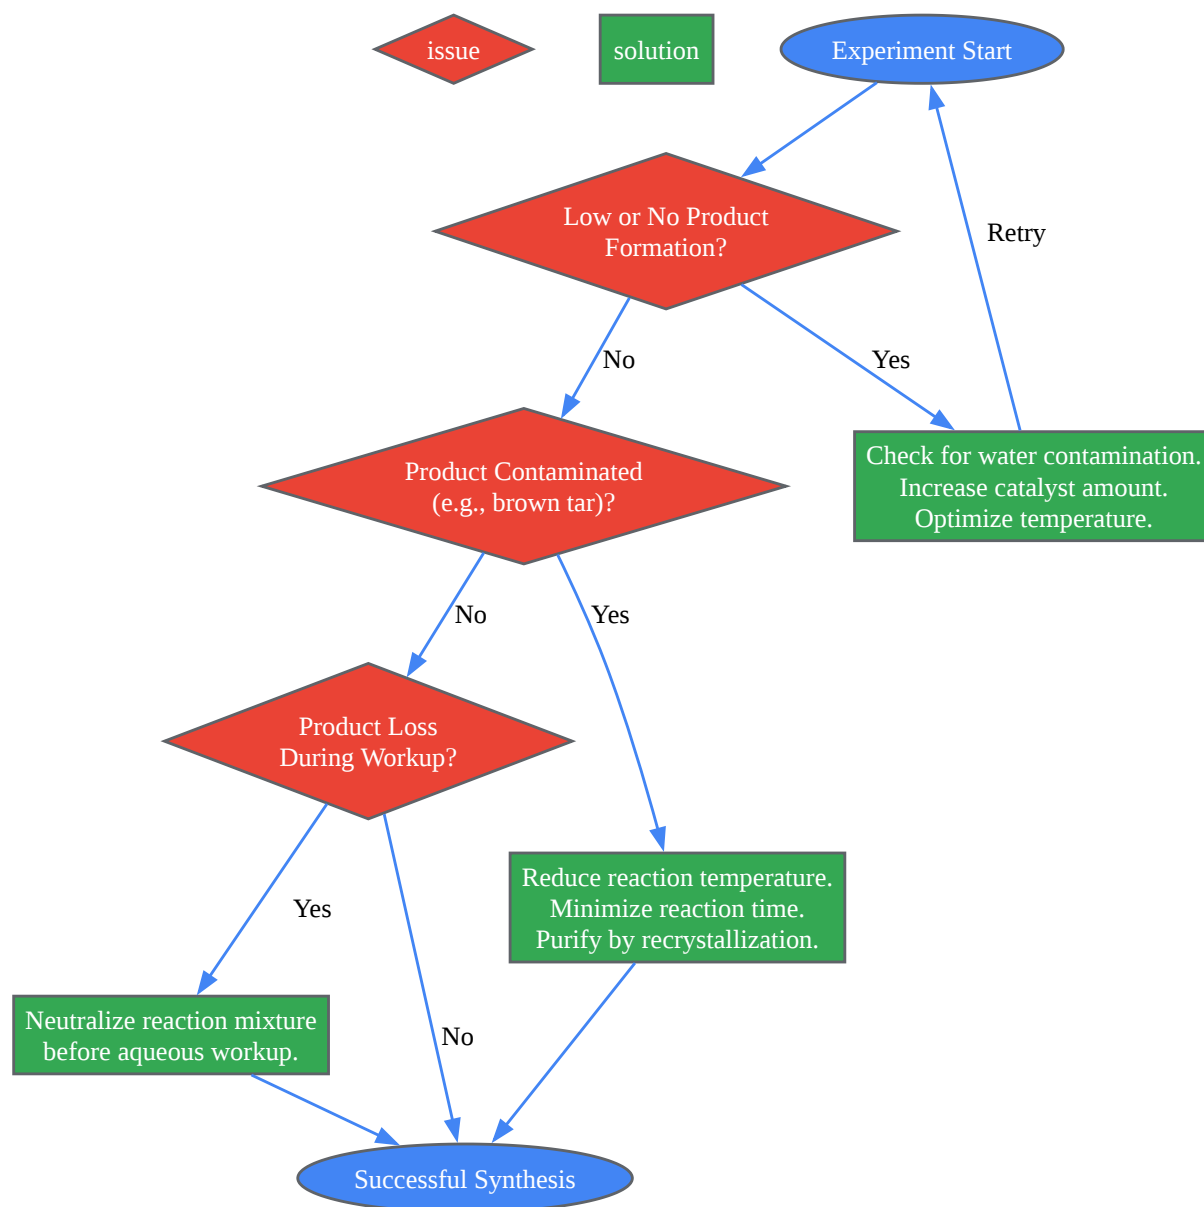 issue
solution
Experiment Start
Low or No Product
Formation?
Retry
No
Yes
Product Contaminated
(e.g., brown tar)?
Check for water contamination.
Increase catalyst amount.
Optimize temperature.
No
Yes
Product Loss
During Workup?
Reduce reaction temperature.
Minimize reaction time.
Purify by recrystallization.
Yes
Neutralize reaction mixture
before aqueous workup.
No
Successful Synthesis